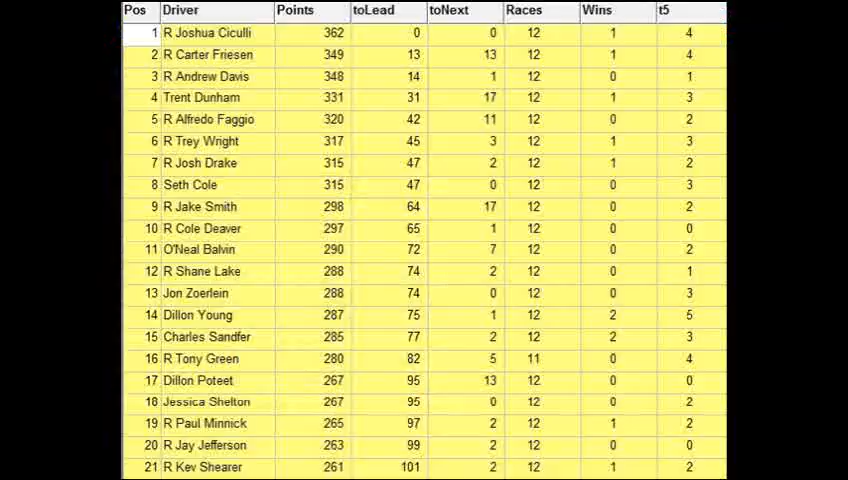 Pos Driver Points toLead toNext Races Wins t5
1 R Joshua Ciculli 362 0 0 12 1 4
2 R Carter Friesen 349 13 13 12 1 4
3 R Andrew Davis 348 14 1 12 0 1
4 Trent Dunham 331 31 17 12 1 3
5 R Alfredo Faggio 320 42 11 12 0 2
6 R Trey Wright 317 45 3 12 1 3
7 R Josh Drake 315 47 2 12 1 2
8 Seth Cole 315 47 0 12 0 3
9 R Jake Smith 298 64 17 12 0 2
10 R Cole Deaver 297 65 1 12 0 0
11 O'Neal Balvin 290 72 7 12 0 2
12 R Shane Lake 288 74 2 12 0 1
13 Jon Zoerlein 288 74 0 12 0 3
14 Dillon Young 287 75 1 12 2 5
15 Charles Sandfer 285 77 2 12 2 3
16 R Tony Green 280 82 5 11 0 4
17 Dillon Poteet 267 95 13 12 0 0
18 Jessica Shelton 267 95 0 12 0 2
19 R Paul Minnick 265 97 2 12 1 2
20 R Jay Jefferson 263 99 2 12 0 0
21 R Kev Shearer 261 101 2 12 1 2